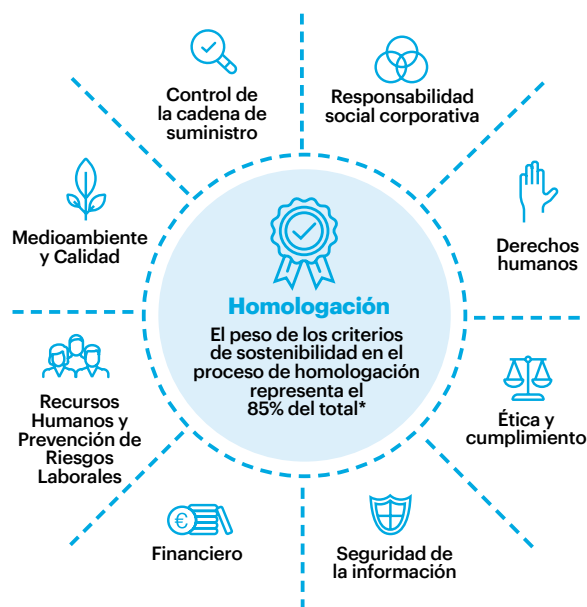 Control de
la cadena de
suministro
Responsabilidad
social corporativa
Medioambiente
y Calidad
Derechos
humanos
Homologación
El peso de los criterios
de sostenibilidad en el
proceso de homologación
representa el
85% del total*
Recursos
Humanos y
Prevención de
Riesgos
Laborales
Ética y
cumplimiento
Financiero
Seguridad de
la información